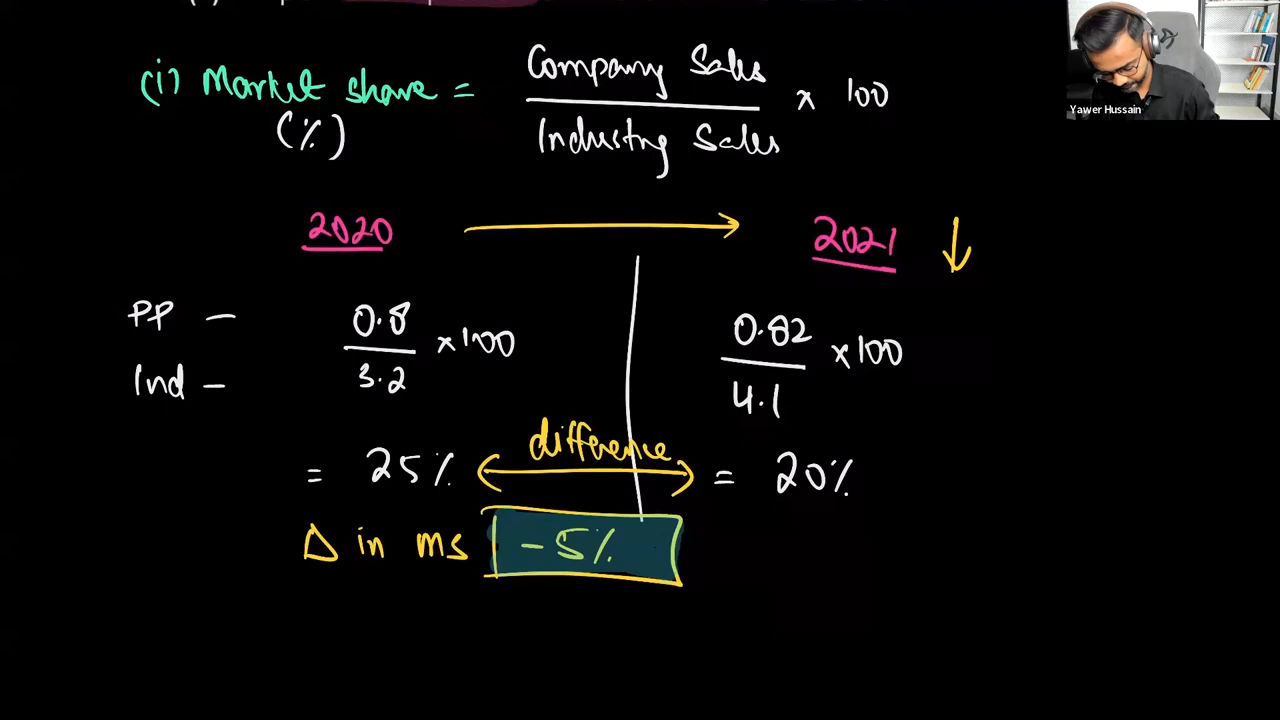 (i) Market share = Company Sales / Industry Sales x 100
(%)
Yawer Hussain
2020 → 2021 ↓
PP – 0.8 / 3.2 x 100 0.82 / 4.1 x 100
Ind –
difference
= 25% = 20%
Δ in ms - 5%